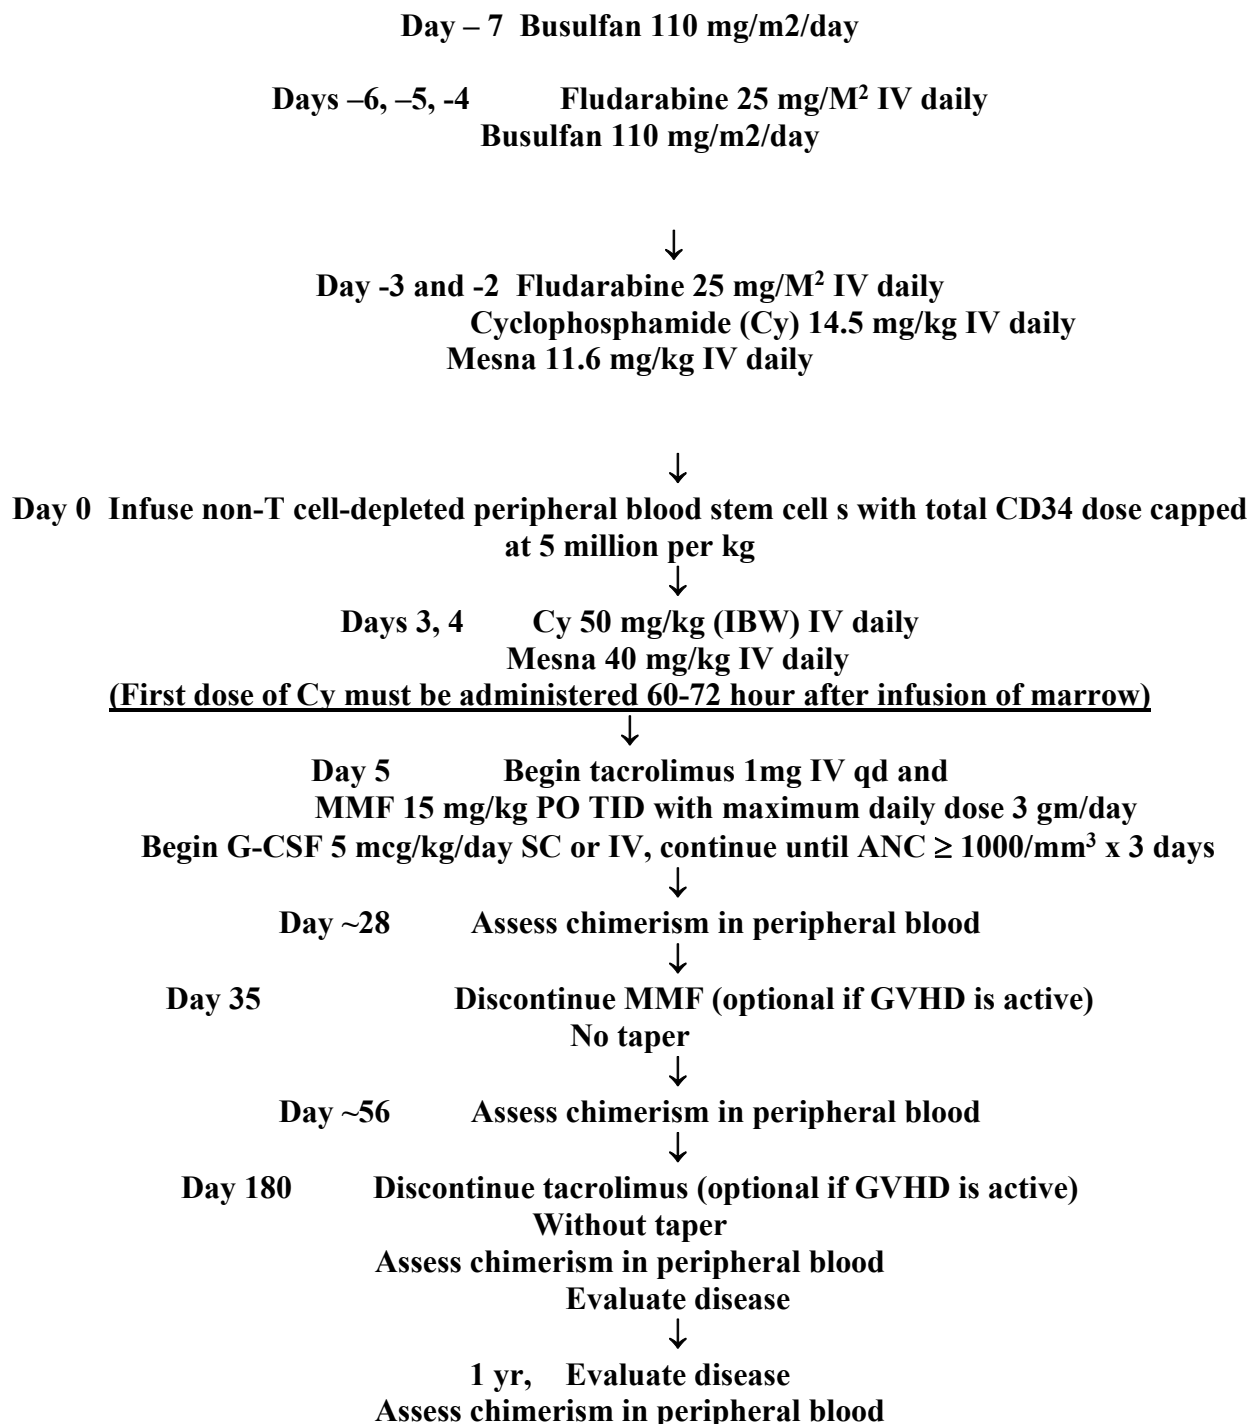 Day – 7 Busulfan 110 mg/m2/day
Days –6, –5, -4 Fludarabine 25 mg/M² IV daily
Busulfan 110 mg/m2/day
↓
Day -3 and -2 Fludarabine 25 mg/M² IV daily
Cyclophosphamide (Cy) 14.5 mg/kg IV daily
Mesna 11.6 mg/kg IV daily
↓
Day 0 Infuse non-T cell-depleted peripheral blood stem cell s with total CD34 dose capped
at 5 million per kg
↓
Days 3, 4 Cy 50 mg/kg (IBW) IV daily
Mesna 40 mg/kg IV daily
(First dose of Cy must be administered 60-72 hour after infusion of marrow)
↓
Day 5 Begin tacrolimus 1mg IV qd and
MMF 15 mg/kg PO TID with maximum daily dose 3 gm/day
Begin G-CSF 5 mcg/kg/day SC or IV, continue until ANC ≥ 1000/mm³ x 3 days
↓
Day ~28 Assess chimerism in peripheral blood
↓
Day 35 Discontinue MMF (optional if GVHD is active)
No taper
↓
Day ~56 Assess chimerism in peripheral blood
↓
Day 180 Discontinue tacrolimus (optional if GVHD is active)
Without taper
Assess chimerism in peripheral blood
Evaluate disease
↓
1 yr, Evaluate disease
Assess chimerism in peripheral blood